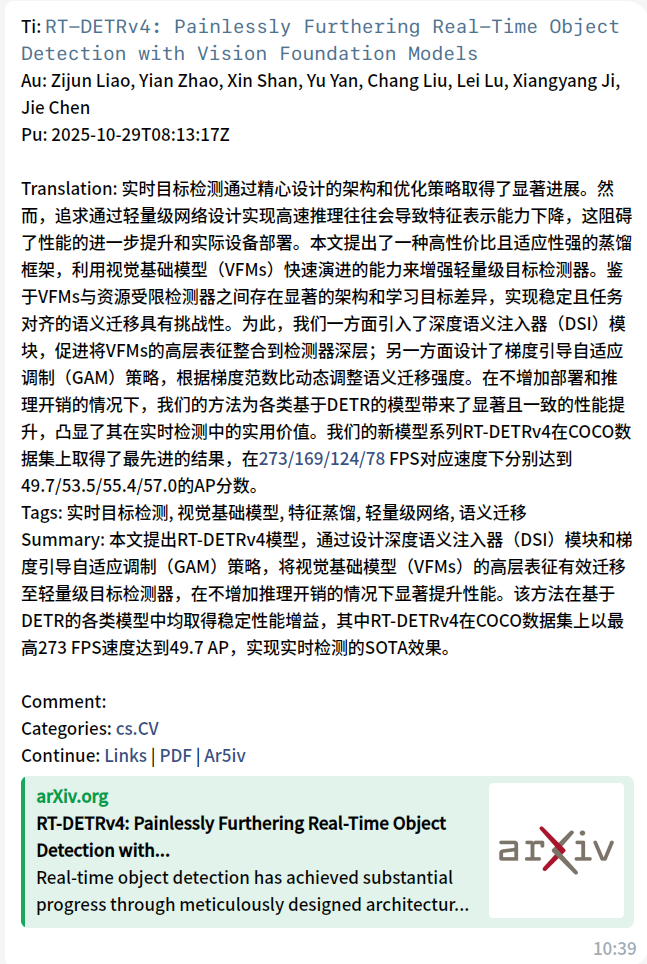 Ti: RT-DETRv4: Painlessly Furthering Real-Time Object
Detection with Vision Foundation Models
Au: Zijun Liao, Yian Zhao, Xin Shan, Yu Yan, Chang Liu, Lei Lu, Xiangyang Ji,
Jie Chen
Pu: 2025-10-29T08:13:17Z
Translation: 实时目标检测通过精心设计的架构和优化策略取得了显著进展。然
而，追求通过轻量级网络设计实现高速推理往往会导致特征表示能力下降，这阻碍
了性能的进一步提升和实际设备部署。本文提出了一种高性价比且适应性强的蒸馏
框架，利用视觉基础模型（VFMs）快速演进的能力来增强轻量级目标检测器。鉴
于VFMs与资源受限检测器之间存在显著的架构和学习目标差异，实现稳定且任务
对齐的语义迁移具有挑战性。为此，我们一方面引入了深度语义注入器（DSI）模
块，促进将VFMs的高层表征整合到检测器深层；另一方面设计了梯度引导自适应
调制（GAM）策略，根据梯度范数比动态调整语义迁移强度。在不增加部署和推
理开销的情况下，我们的方法为各类基于DETR的模型带来了显著且一致的性能提
升，凸显了其在实时检测中的实用价值。我们的新模型系列RT-DETRv4在COCO数
据集上取得了最先进的结果，在273/169/124/78 FPS对应速度下分别达到
49.7/53.5/55.4/57.0的AP分数。
Tags: 实时目标检测, 视觉基础模型, 特征蒸馏, 轻量级网络, 语义迁移
Summary: 本文提出RT-DETRv4模型，通过设计深度语义注入器（DSI）模块和梯
度引导自适应调制（GAM）策略，将视觉基础模型（VFMs）的高层表征有效迁移
至轻量级目标检测器，在不增加推理开销的情况下显著提升性能。该方法在基于
DETR的各类模型中均取得稳定性能增益，其中RT-DETRv4在COCO数据集上以最
高273 FPS速度达到49.7 AP，实现实时检测的SOTA效果。
Comment:
Categories: cs.CV
Continue: Links | PDF | Ar5iv
arXiv.org
RT-DETRv4: Painlessly Furthering Real-Time Object
Detection with...
Real-time object detection has achieved substantial
progress through meticulously designed architectur...
arXiv
10:39